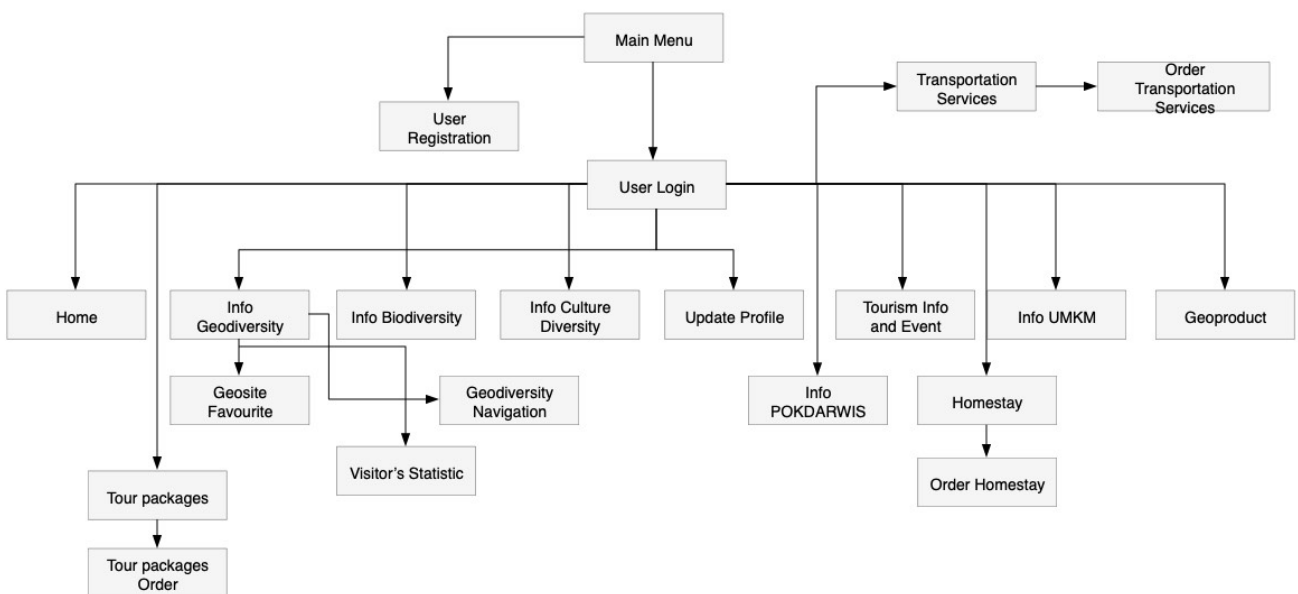 Main Menu
Transportation
Services
Order
Transportation
Services
User
Registration
User Login
Home
Info
Geodiversity
Info Biodiversity
Info Culture
Diversity
Update Profile
Tourism Info
and Event
Info UMKM
Geoproduct
Geosite
Favourite
Geodiversity
Navigation
Info
POKDARWIS
Homestay
Visitor's Statistic
Order Homestay
Tour packages
Tour packages
Order